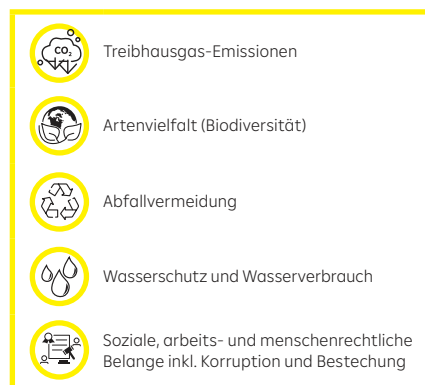 CO₂
Treibhausgas-Emissionen
Artenvielfalt (Biodiversität)
Abfallvermeidung
Wasserschutz und Wasserverbrauch
Soziale, arbeits- und menschenrechtliche
Belange inkl. Korruption und Bestechung